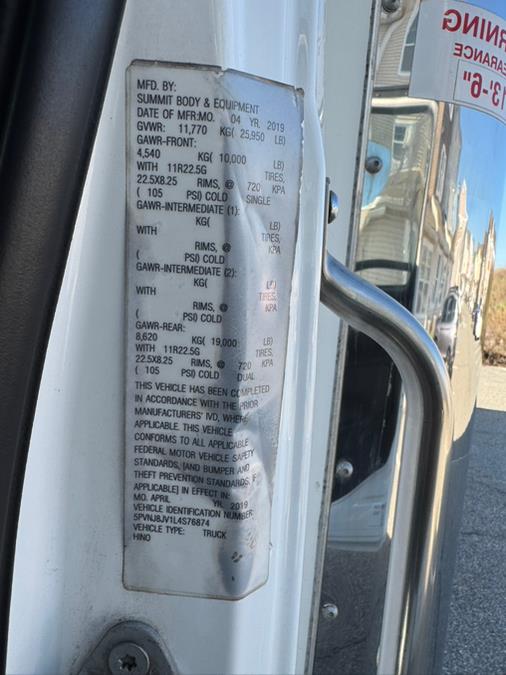 MFD. BY:
SUMMIT BODY & EQUIPMENT
DATE OF MFR:MO. 04 YR. 2019
GVWR: 11,770 KG( 25,950 LB)
GAWR-FRONT:
4,540 KG( 10,000 LB)
WITH 11R22.5G TIRES,
22.5X8.25 RIMS, @ 720 KPA
( 105 PSI) COLD SINGLE
GAWR-INTERMEDIATE (1):
KG( LB)
WITH TIRES,
RIMS, @ KPA
( PSI) COLD
GAWR-INTERMEDIATE (2):
KG( LB)
WITH TIRES,
RIMS, @ KPA
( PSI) COLD
GAWR-REAR:
8,620 KG( 19,000 LB)
WITH 11R22.5G TIRES,
22.5X8.25 RIMS, @ 720 KPA
( 105 PSI) COLD DUAL
THIS VEHICLE HAS BEEN COMPLETED
IN ACCORDANCE WITH THE PRIOR
MANUFACTURERS' IVD, WHERE
APPLICABLE. THIS VEHICLE
CONFORMS TO ALL APPLICABLE
FEDERAL MOTOR VEHICLE SAFETY
STANDARDS, [AND BUMPER AND
THEFT PREVENTION STANDARDS, IF
APPLICABLE] IN EFFECT IN:
MO. APRIL YR. 2019
VEHICLE IDENTIFICATION NUMBER:
5PVNJ8JV1L4S76874
VEHICLE TYPE: TRUCK
HINO
RNING
EARANCE
13'-6"